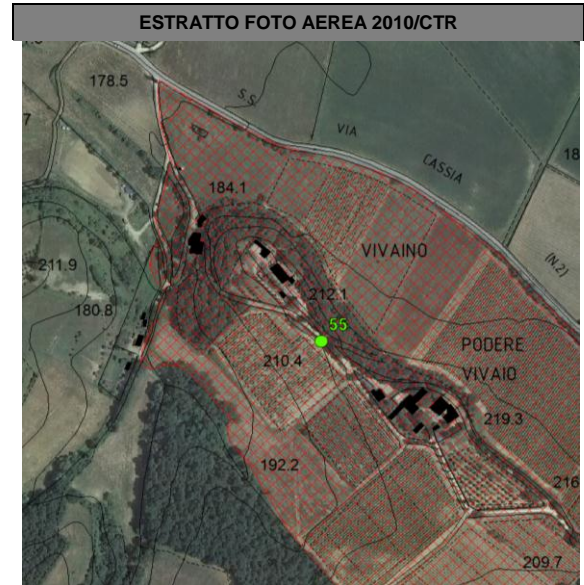 ESTRATTO FOTO AEREA 2010/CTR
178.5
S.S.
VIA
CASSIA
(N.2)
18
184.1
VIVAINO
211.9
212.1
180.8
55
210.4
PODERE
VIVAIO
219.3
192.2
216
209.7